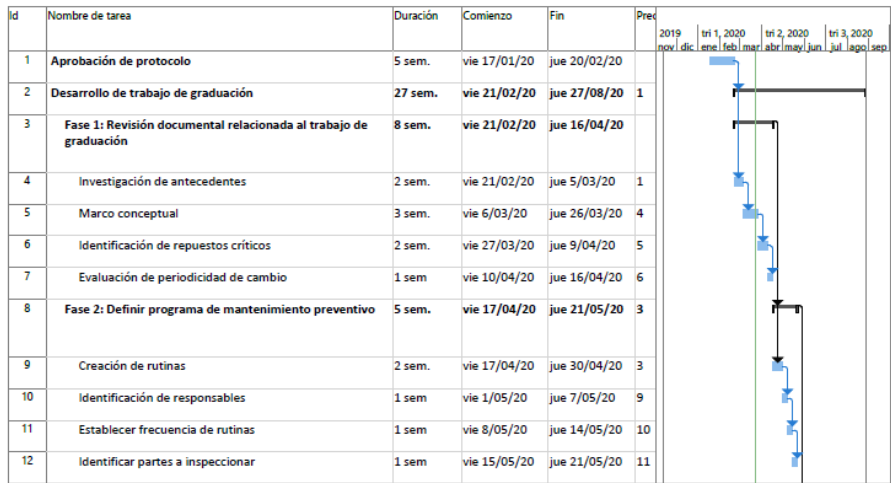 Id Nombre de tarea Duración Comienzo Fin Prec
2019 tri 1, 2020 tri 2, 2020 tri 3, 2020
nov dic ene feb mar abr may jun jul ago sep
1 Aprobación de protocolo 5 sem. vie 17/01/20 jue 20/02/20
2 Desarrollo de trabajo de graduación 27 sem. vie 21/02/20 jue 27/08/20 1
3 Fase 1: Revisión documental relacionada al trabajo de 8 sem. vie 21/02/20 jue 16/04/20
graduación
4 Investigación de antecedentes 2 sem. vie 21/02/20 jue 5/03/20 1
5 Marco conceptual 3 sem. vie 6/03/20 jue 26/03/20 4
6 Identificación de repuestos críticos 2 sem. vie 27/03/20 jue 9/04/20 5
7 Evaluación de periodicidad de cambio 1 sem vie 10/04/20 jue 16/04/20 6
8 Fase 2: Definir programa de mantenimiento preventivo 5 sem. vie 17/04/20 jue 21/05/20 3
9 Creación de rutinas 2 sem. vie 17/04/20 jue 30/04/20 3
10 Identificación de responsables 1 sem vie 1/05/20 jue 7/05/20 9
11 Establecer frecuencia de rutinas 1 sem vie 8/05/20 jue 14/05/20 10
12 Identificar partes a inspeccionar 1 sem vie 15/05/20 jue 21/05/20 11